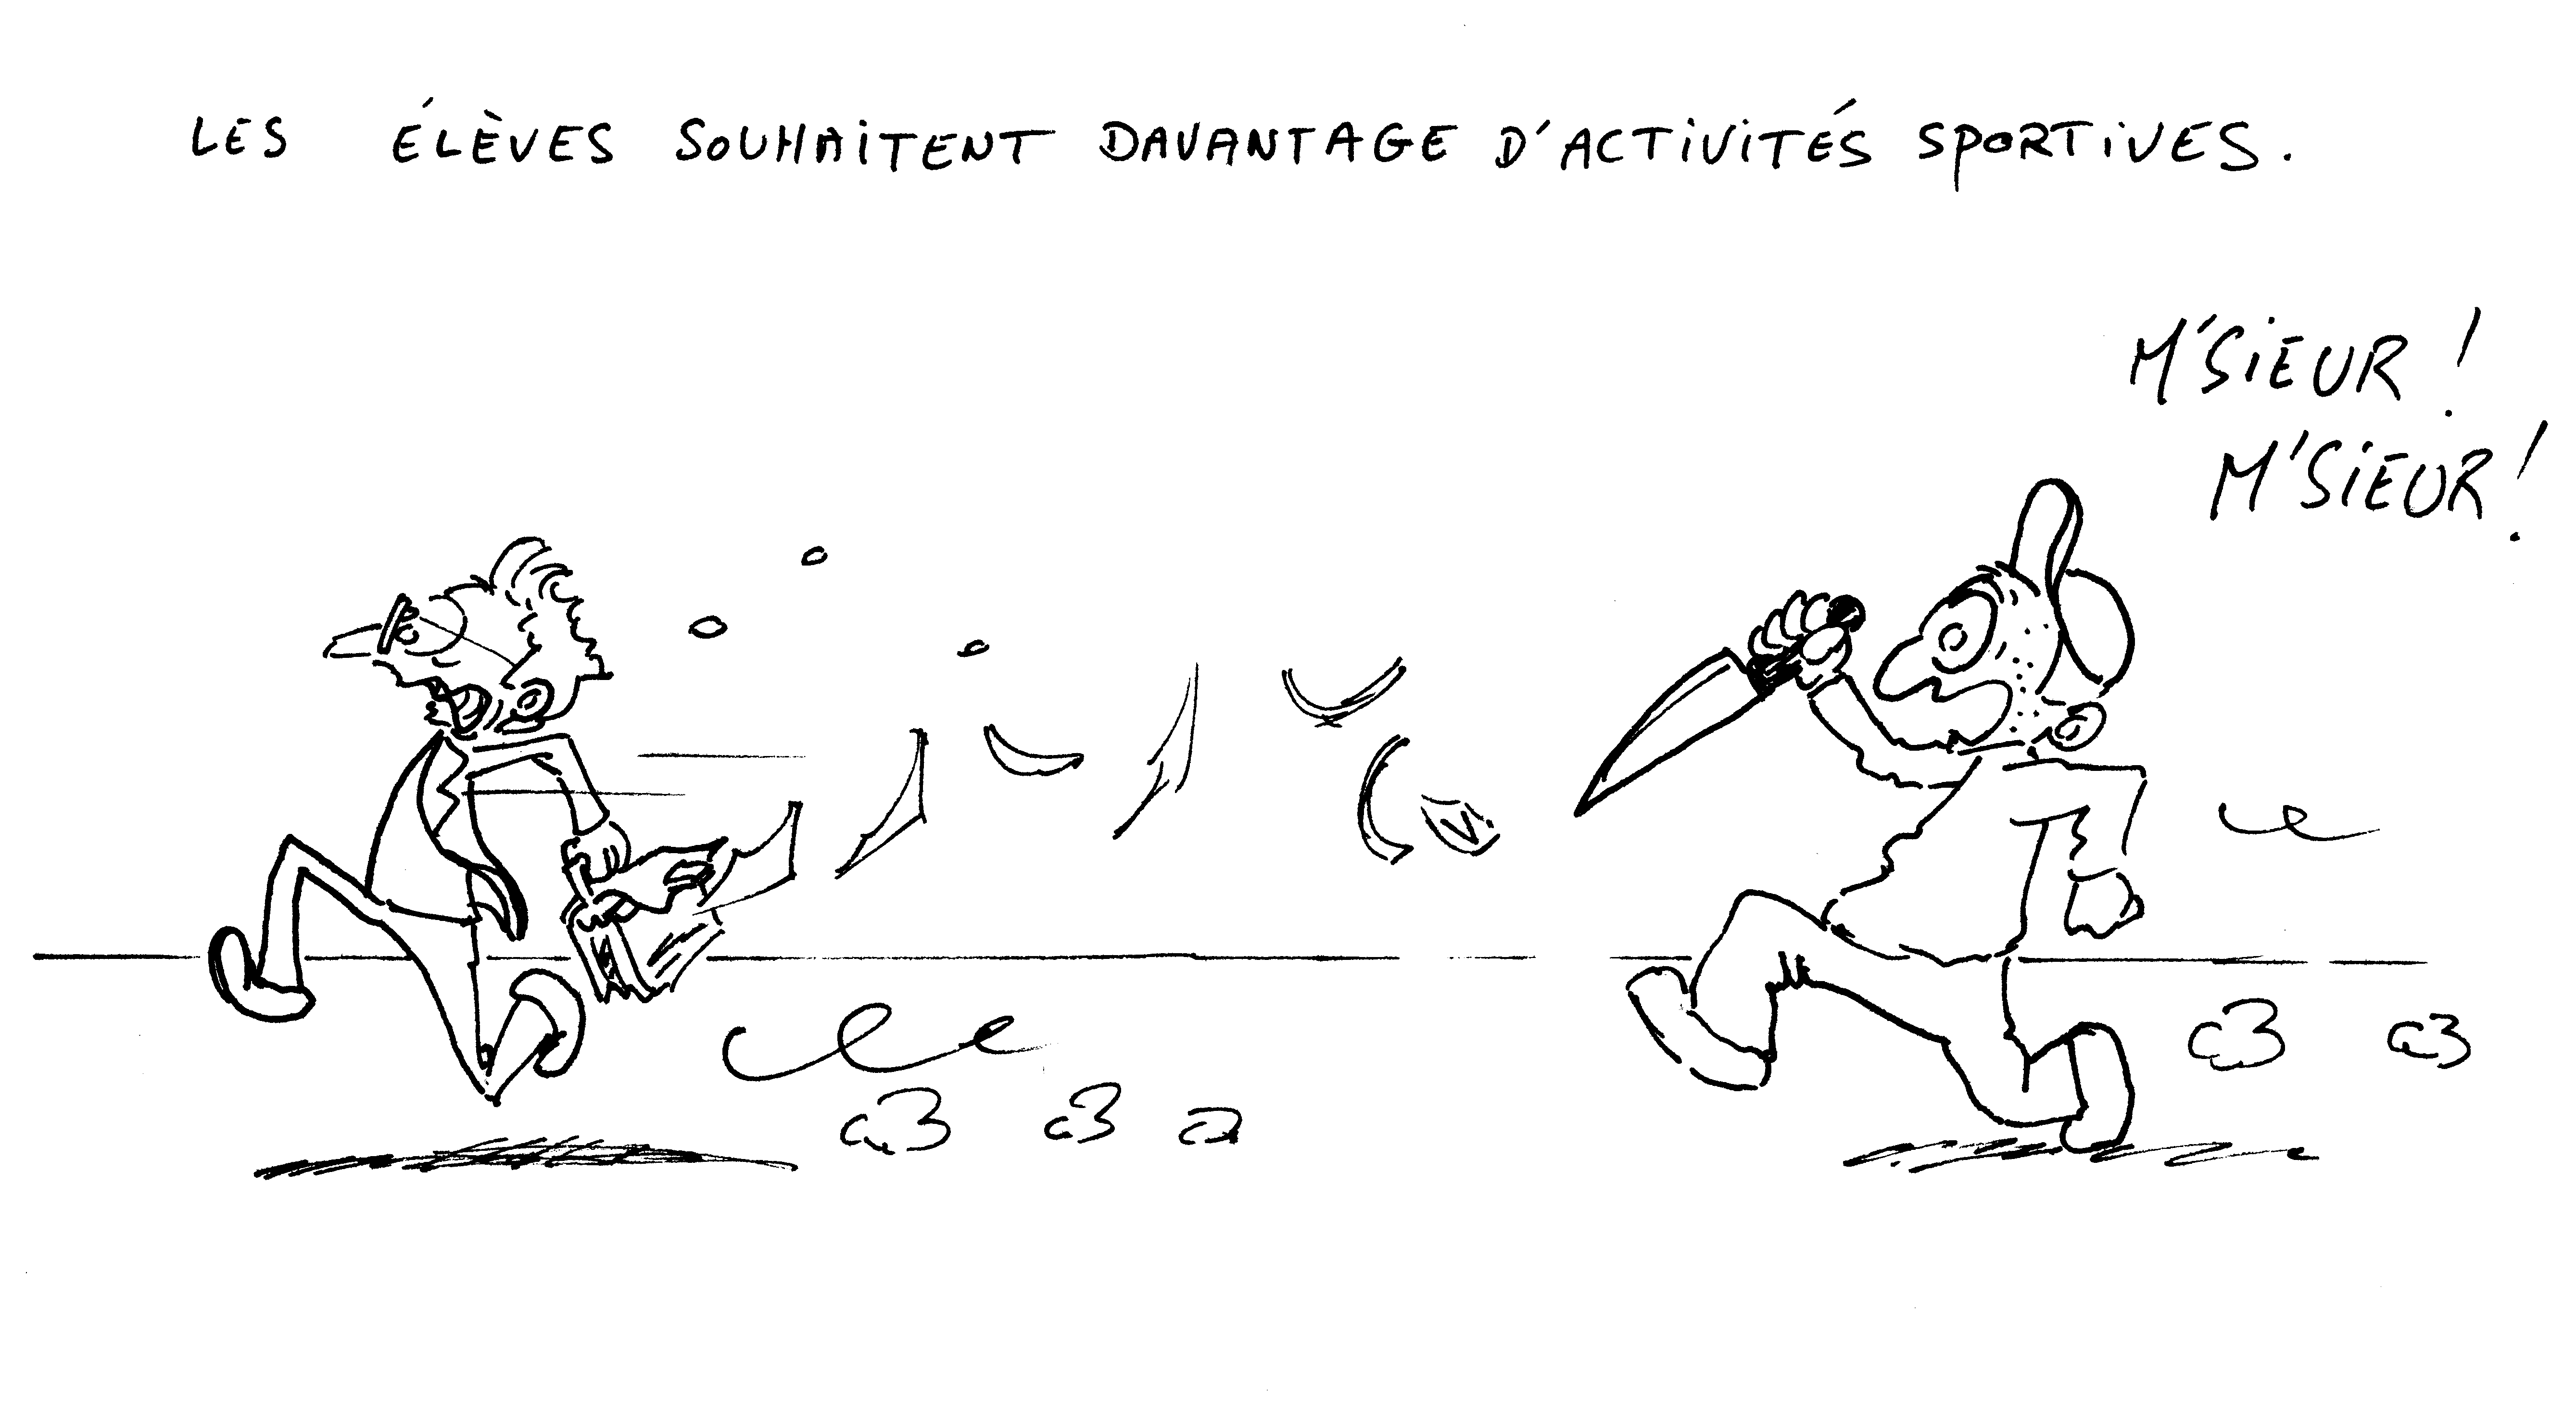 LES ÉLÈVES SOUHAITENT DAVANTAGE D'ACTIVITÉS SPORTIVES.
M'SIEUR !
M'SIEUR !